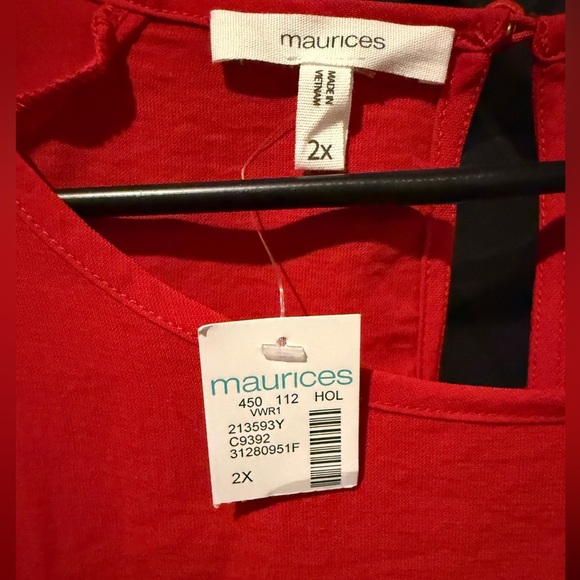 maurices
MADE IN
VIETNAM
2x
maurices
450 112 HOL
VWR1
213593Y
C9392
31280951F
2X